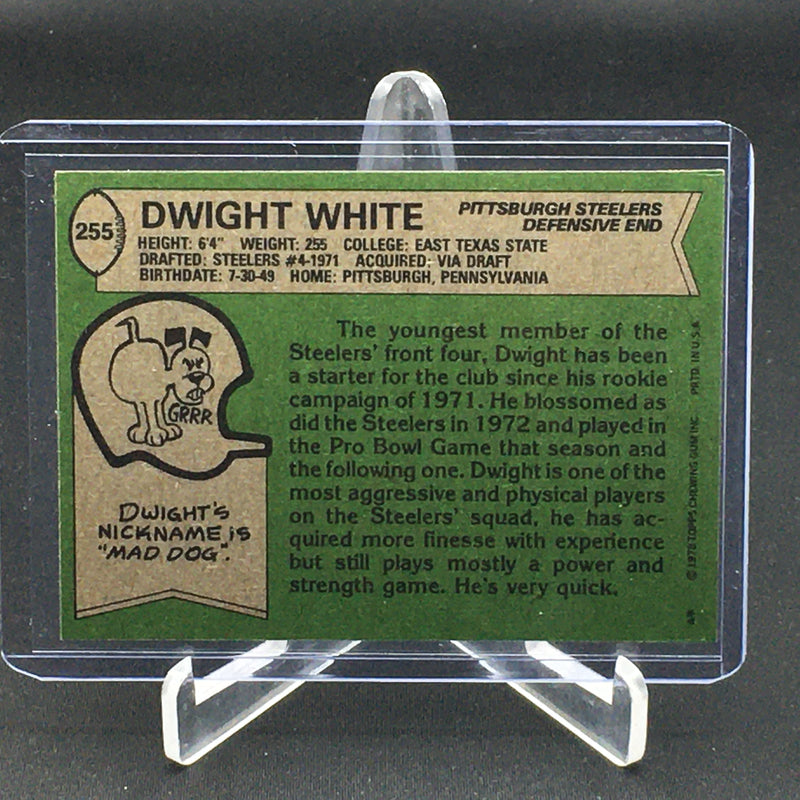 255
DWIGHT WHITE
PITTSBURGH STEELERS
DEFENSIVE END
HEIGHT: 6'4" WEIGHT: 255 COLLEGE: EAST TEXAS STATE
DRAFTED: STEELERS #4-1971 ACQUIRED: VIA DRAFT
BIRTHDATE: 7-30-49 HOME: PITTSBURGH, PENNSYLVANIA
GRRR
DWIGHT'S
NICKNAME IS
"MAD DOG".
The youngest member of the
Steelers' front four, Dwight has been
a starter for the club since his rookie
campaign of 1971. He blossomed as
did the Steelers in 1972 and played in
the Pro Bowl Game that season and
the following one. Dwight is one of the
most aggressive and physical players
on the Steelers' squad, he has ac-
quired more finesse with experience
but still plays mostly a power and
strength game. He's very quick.
© 1978 TOPPS CHEWING GUM INC. PRTD. IN U.S.A.